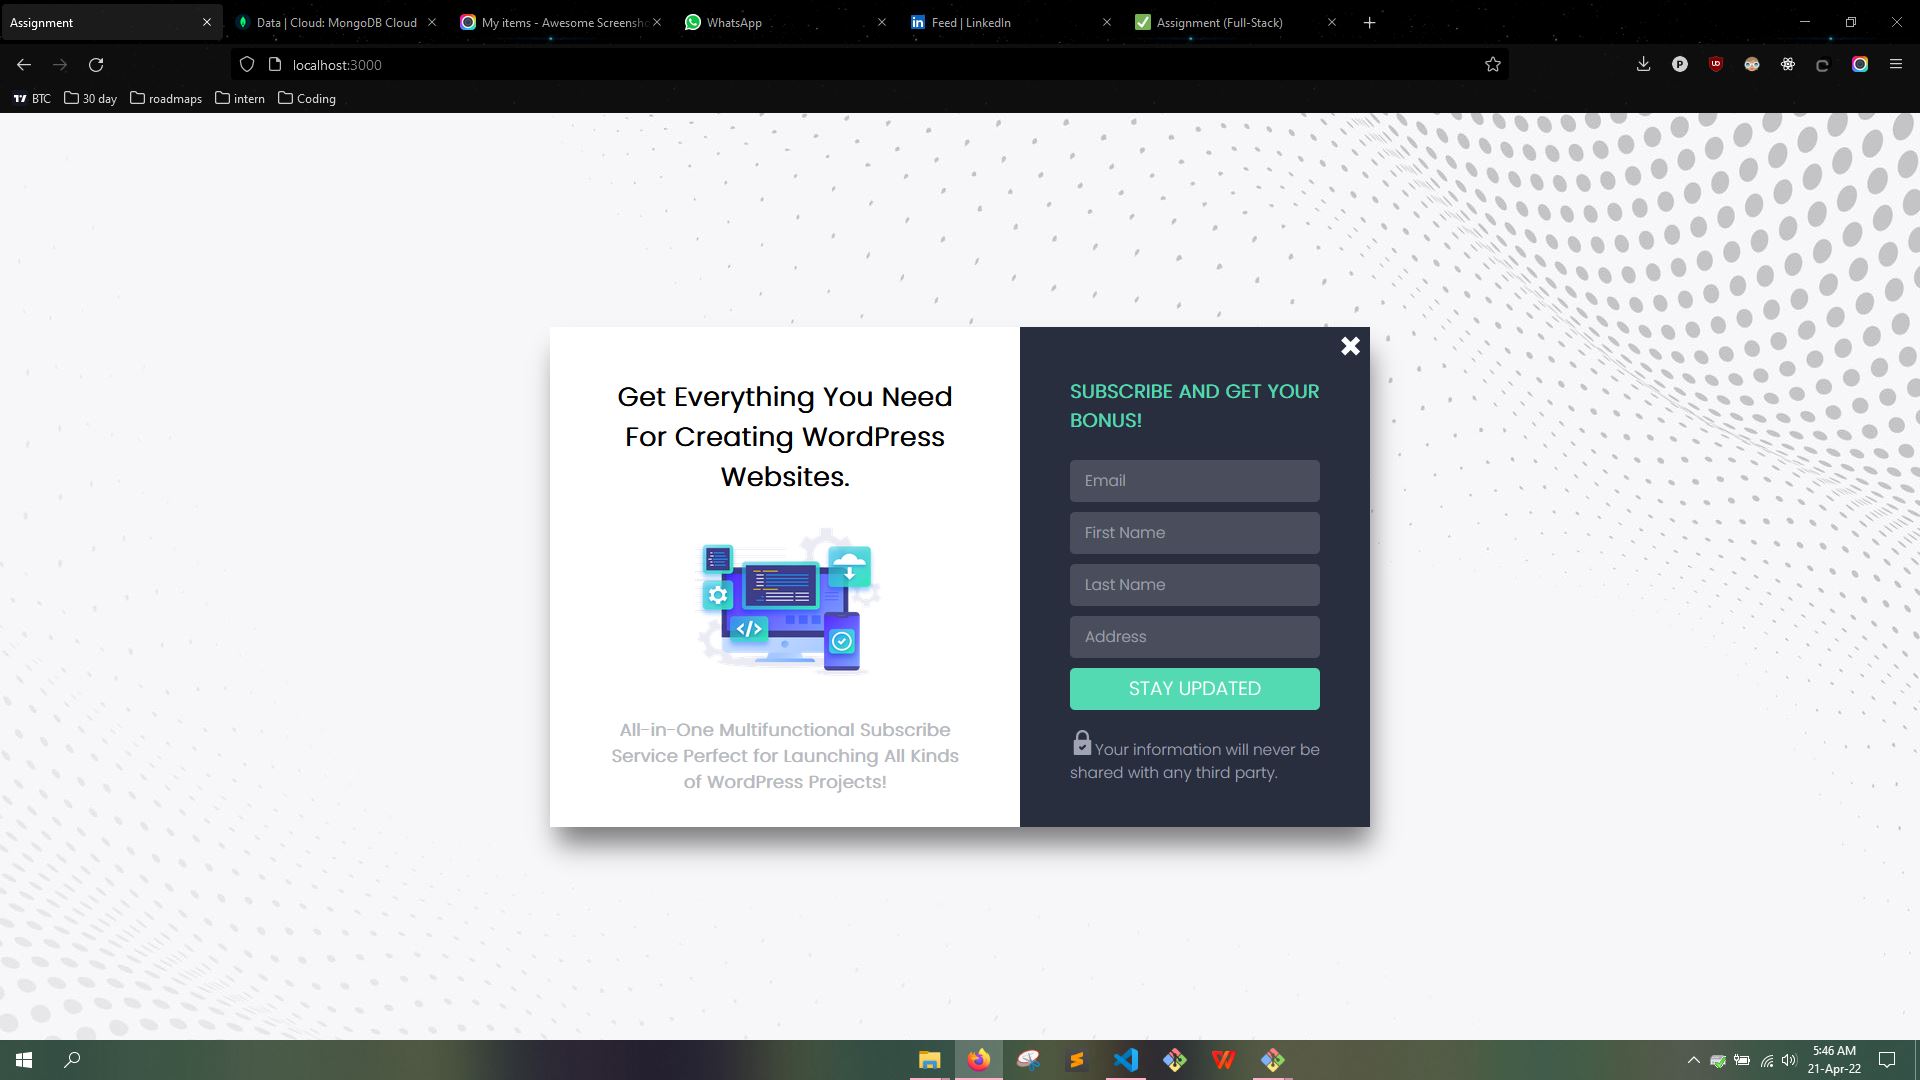 Assignment
Data | Cloud: MongoDB Cloud
My items - Awesome Screensho
WhatsApp
Feed | LinkedIn
Assignment (Full-Stack)
localhost:3000
BTC
30 day
roadmaps
intern
Coding
Get Everything You Need
For Creating WordPress
Websites.
All-in-One Multifunctional Subscribe
Service Perfect for Launching All Kinds
of WordPress Projects!
SUBSCRIBE AND GET YOUR
BONUS!
Email
First Name
Last Name
Address
STAY UPDATED
Your information will never be
shared with any third party.
5:46 AM
21-Apr-22